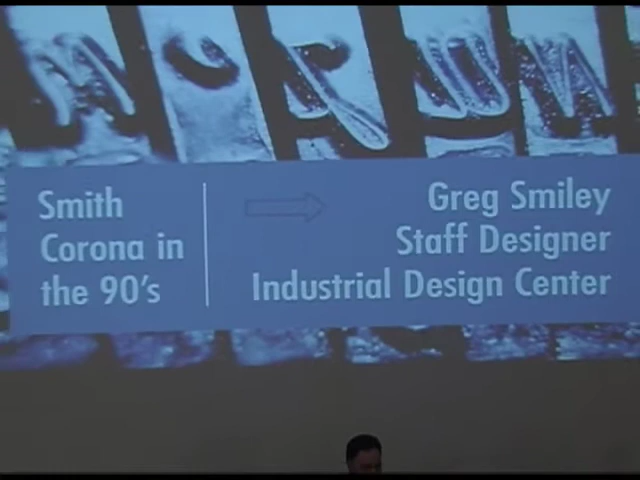 Smith
Corona in
the 90's
Greg Smiley
Staff Designer
Industrial Design Center